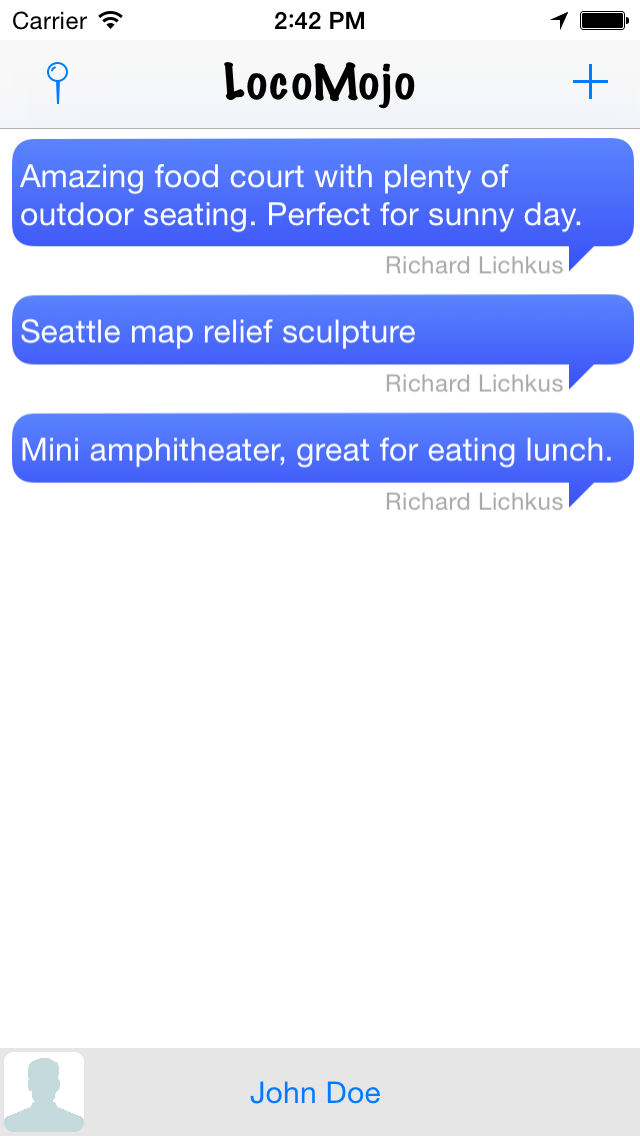 Carrier 2:42 PM
LocoMojo
Amazing food court with plenty of
outdoor seating. Perfect for sunny day.
Richard Lichkus
Seattle map relief sculpture
Richard Lichkus
Mini amphitheater, great for eating lunch.
Richard Lichkus
John Doe